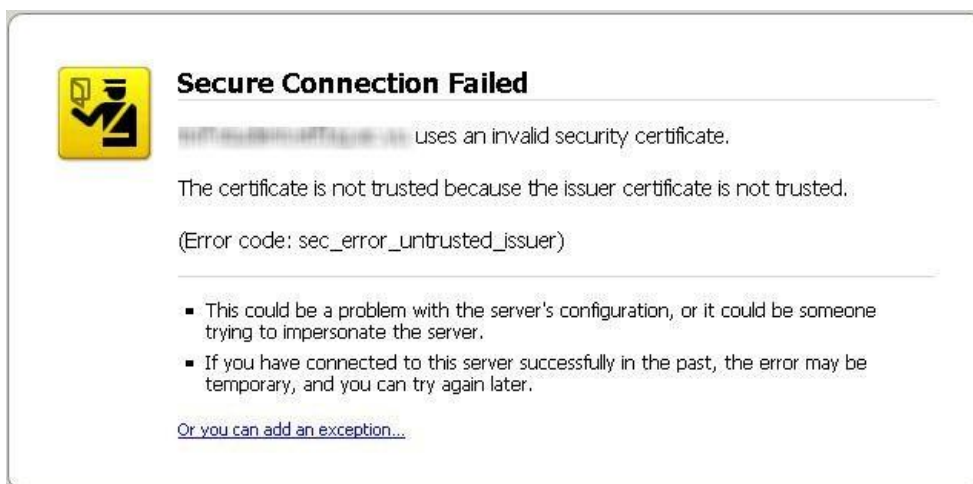 Secure Connection Failed
uses an invalid security certificate.
The certificate is not trusted because the issuer certificate is not trusted.
(Error code: sec_error_untrusted_issuer)
▪ This could be a problem with the server's configuration, or it could be someone
trying to impersonate the server.
▪ If you have connected to this server successfully in the past, the error may be
temporary, and you can try again later.
Or you can add an exception...